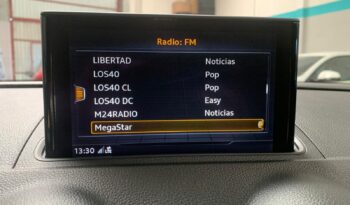 Radio: FM
LIBERTAD Noticias
LOS40 Pop
LOS40 CL Pop
LOS40 DC Easy
M24RADIO Noticias
MegaStar
13:30